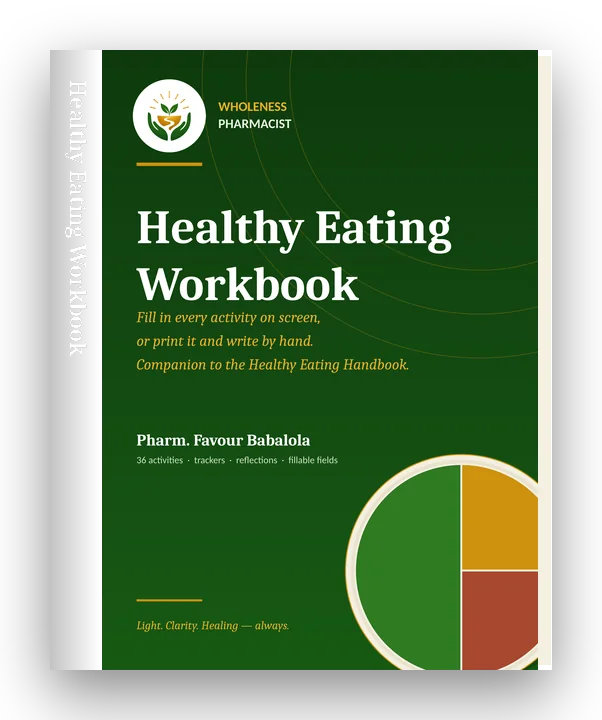 Healthy Eating Workbook
WHOLENESS
PHARMACIST
Healthy Eating
Workbook
Fill in every activity on screen,
or print it and write by hand.
Companion to the Healthy Eating Handbook.
Pharm. Favour Babalola
36 activities · trackers · reflections · fillable fields
Light. Clarity. Healing — always.